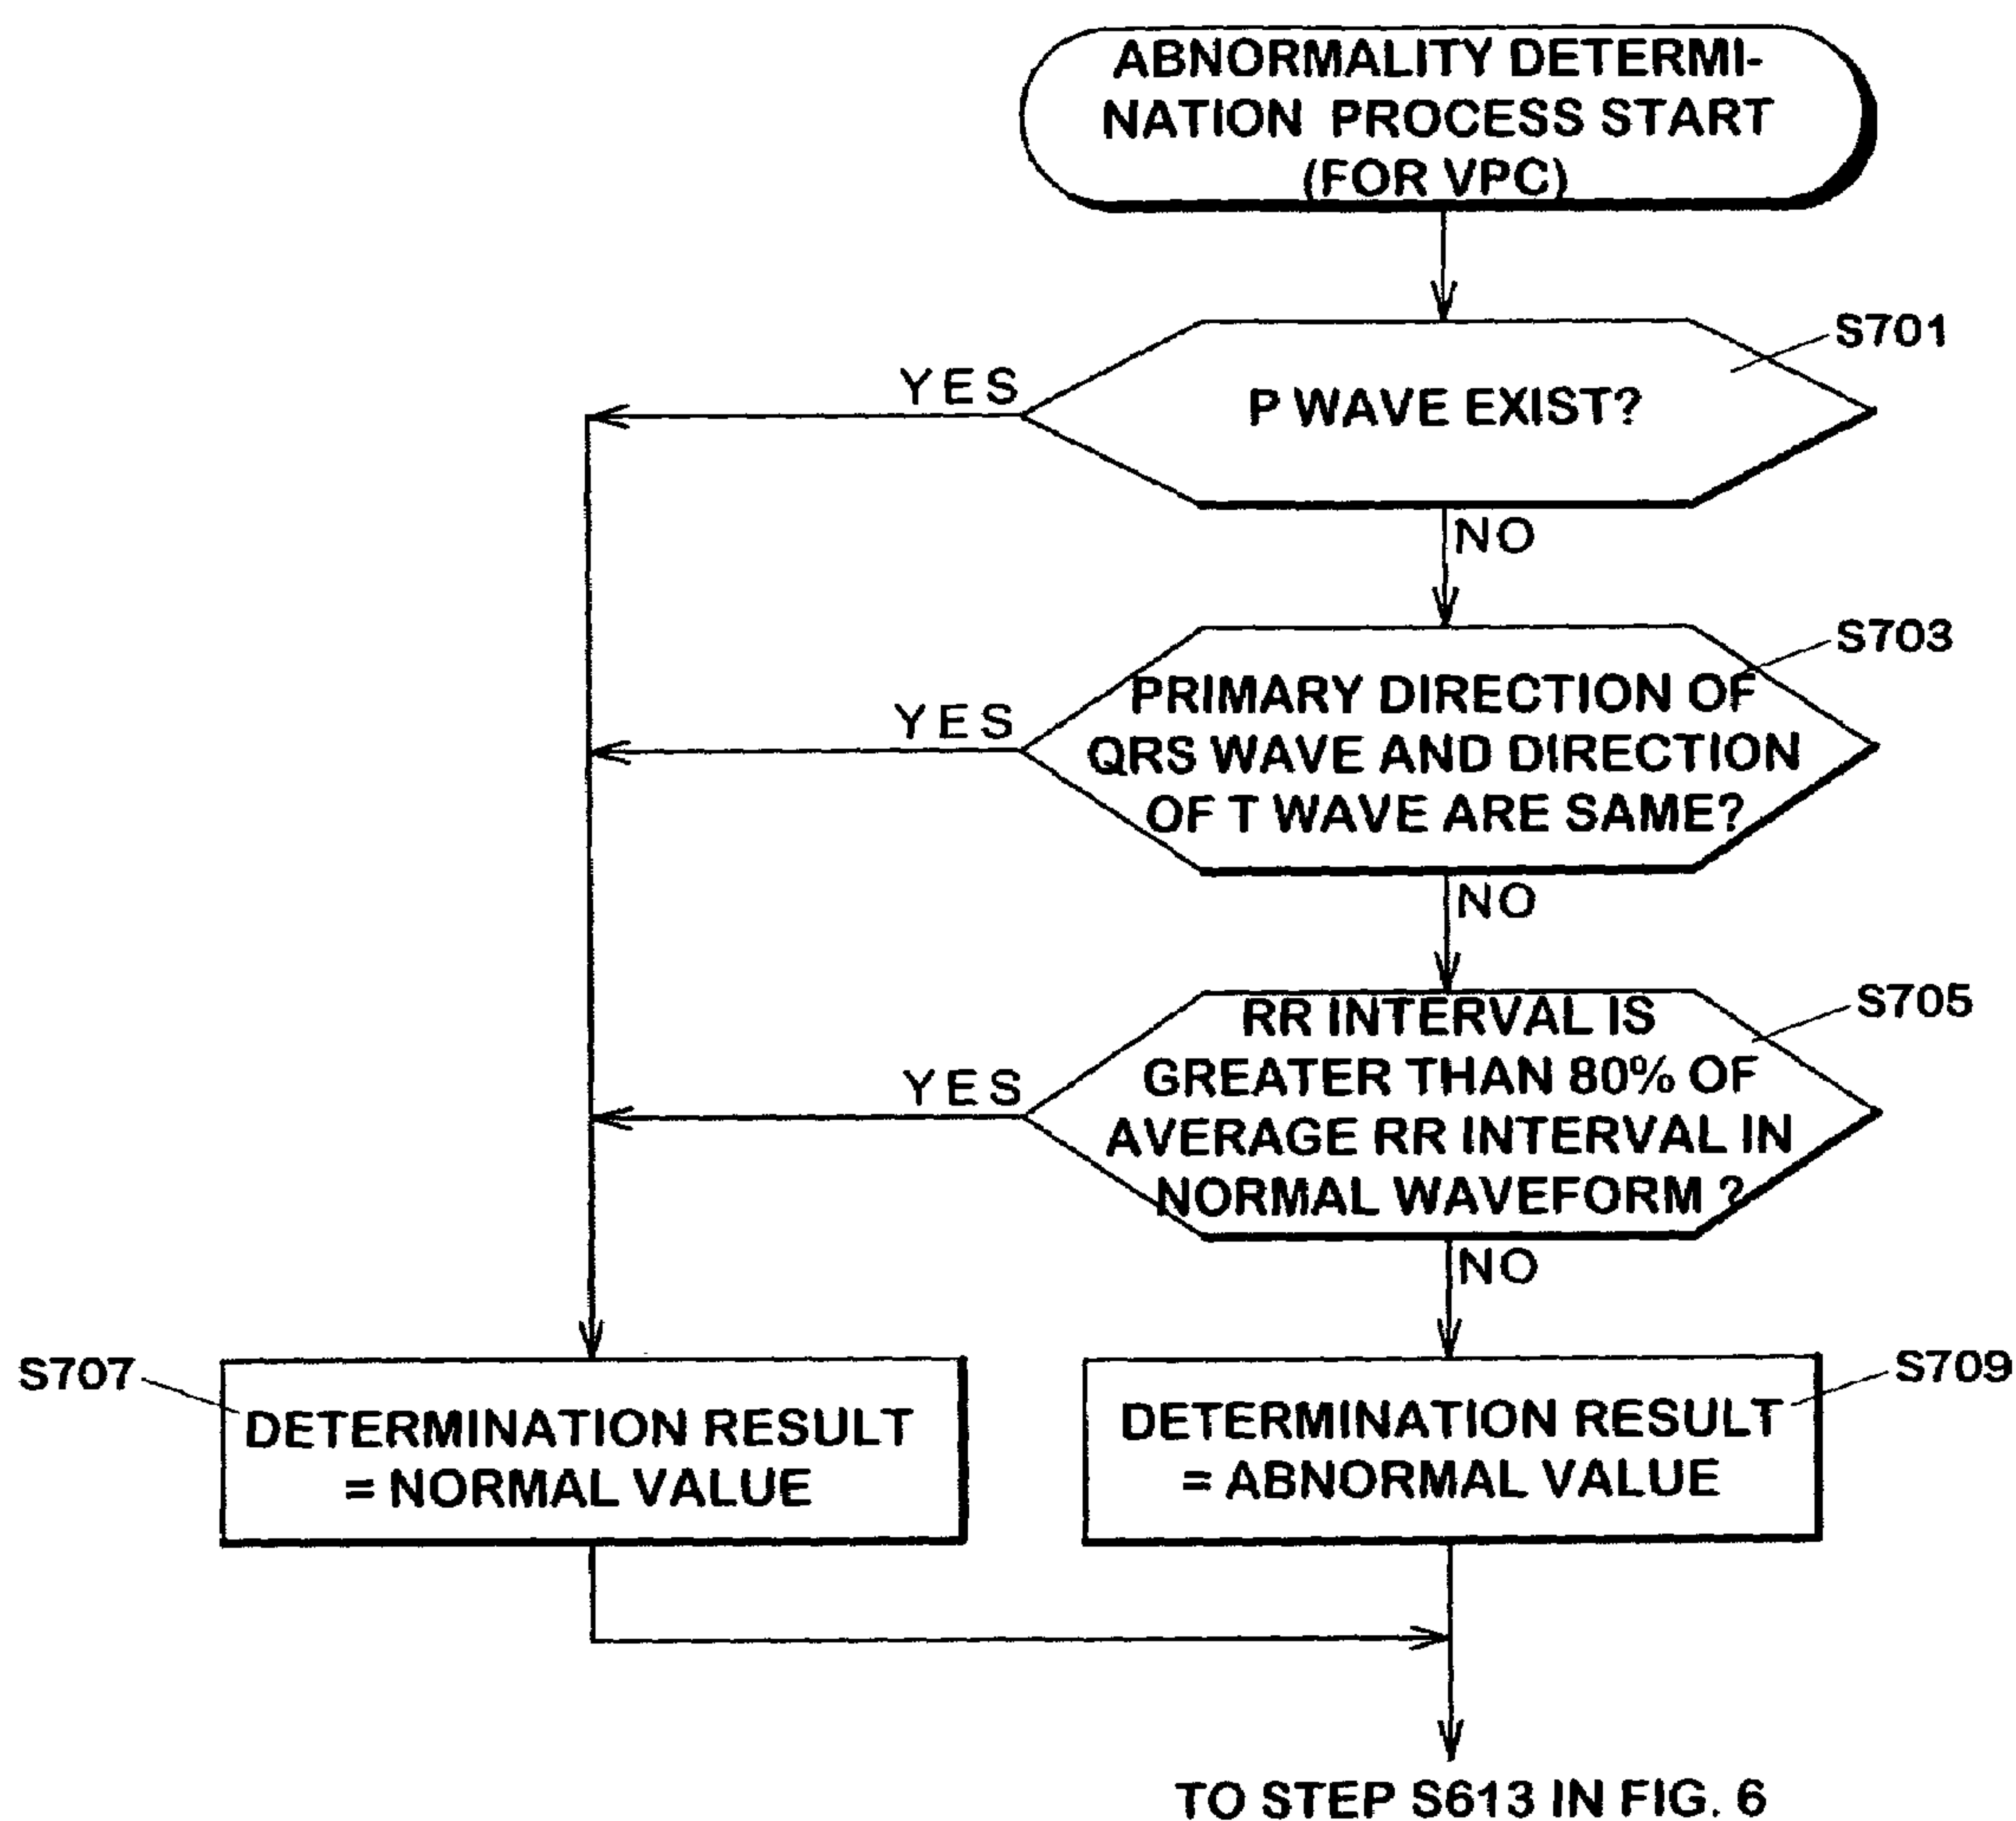 ABNORMALITY DETERMI-
NATION PROCESS START
(FOR VPC)
S701
YES
P WAVE EXIST?
NO
S703
YES
PRIMARY DIRECTION OF
QRS WAVE AND DIRECTION
OF T WAVE ARE SAME?
NO
S705
YES
RR INTERVAL IS
GREATER THAN 80% OF
AVERAGE RR INTERVAL IN
NORMAL WAVEFORM ?
NO
S707
DETERMINATION RESULT
= NORMAL VALUE
S709
DETERMINATION RESULT
= ABNORMAL VALUE
TO STEP S613 IN FIG. 6